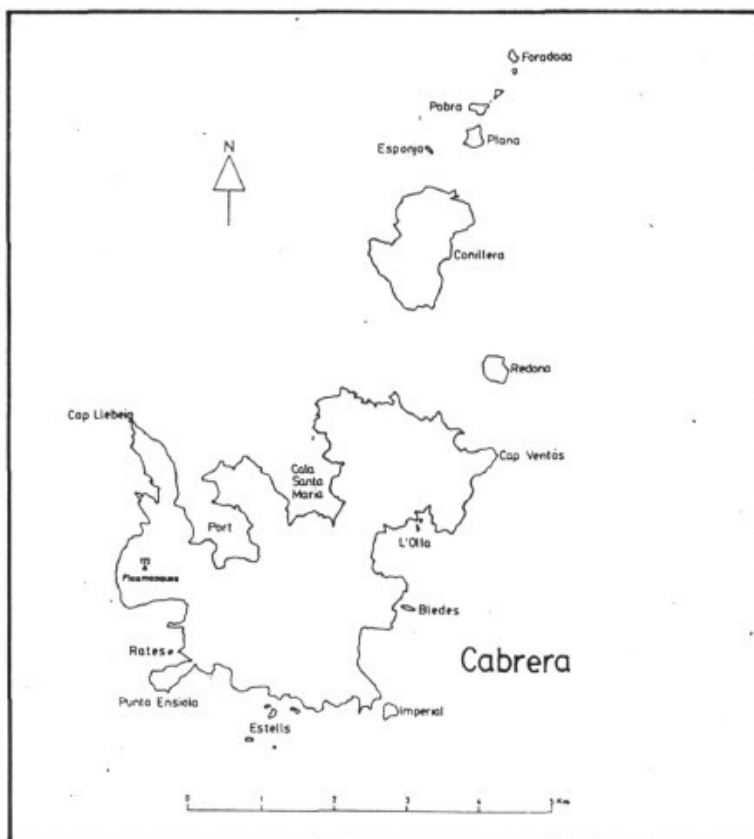 Foradada
Pobra
Plana
Esponja
N
Conillera
Redona
Cap Llebeig
Cap Ventós
Cala
Santa
Maria
Port
L'Olla
Bledes
Cabrera
Rates
Punta Ensiola
Imperial
Estells
0 1 2 3 4 5 Km